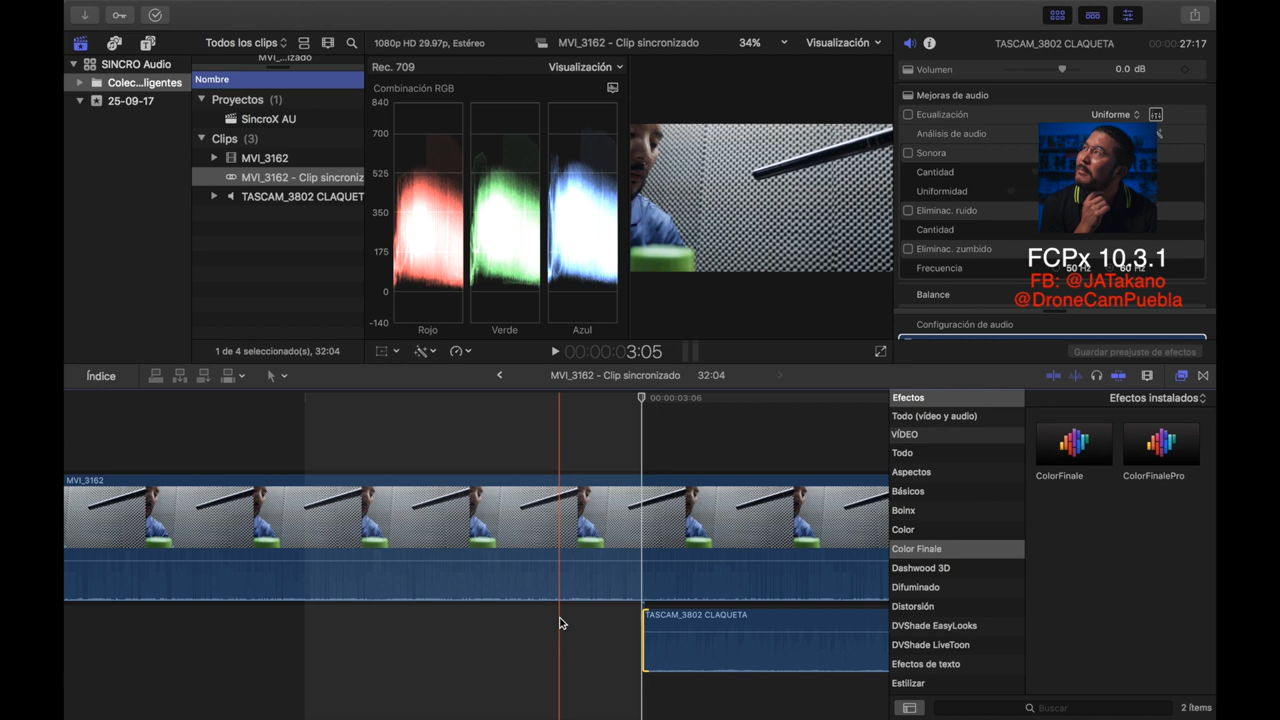 Todos los clips
1080p HD 29.97p, Estéreo
MVI_3162 - Clip sincronizado
34%
Visualización
TASCAM_3802 CLAQUETA
00:00:27:17
SINCRO Audio
Colec...ligentes
25-09-17
MVI_...izado
Nombre
Proyectos (1)
SincroX AU
Clips (3)
MVI_3162
MVI_3162 - Clip sincroniz
TASCAM_3802 CLAQUET
1 de 4 seleccionado(s), 32:04
Rec. 709
Visualización
Combinación RGB
840
700
525
350
175
0
-140
Rojo
Verde
Azul
00:00:00:3:05
Volumen
0.0 dB
Mejoras de audio
Ecualización
Uniforme
Análisis de audio
Sonora
Cantidad
Uniformidad
Eliminac. ruido
Cantidad
Eliminac. zumbido
Frecuencia
50 Hz
60 Hz
Balance
Configuración de audio
Guardar preajuste de efectos
FCPx 10.3.1
FB: @JATakano
@DroneCamPuebla
Índice
MVI_3162 - Clip sincronizado
32:04
00:00:03:06
MVI_3162
TASCAM_3802 CLAQUETA
Efectos
Efectos instalados
Todo (vídeo y audio)
VÍDEO
Todo
Aspectos
Básicos
Boinx
Color
Color Finale
Dashwood 3D
Difuminado
Distorsión
DVShade EasyLooks
DVShade LiveToon
Efectos de texto
Estilizar
ColorFinale
ColorFinalePro
Buscar
2 ítems